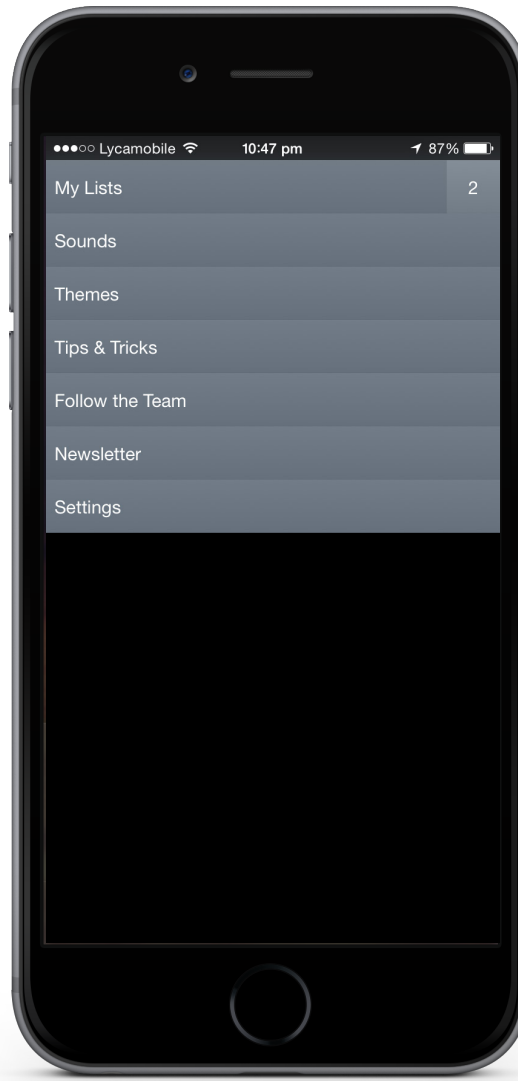 Lycamobile 10:47 pm 87%
My Lists 2
Sounds
Themes
Tips & Tricks
Follow the Team
Newsletter
Settings